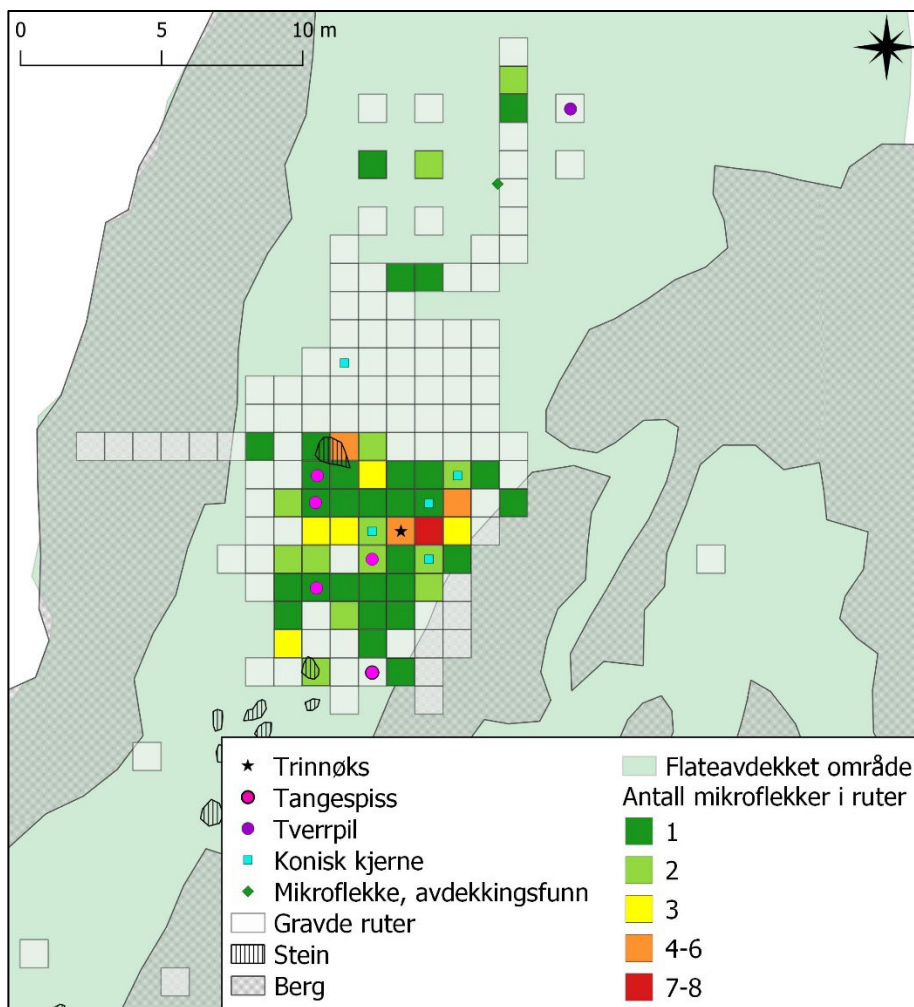 0 5 10 m
Trinnøks
Tangespiss
Tverrpil
Konisk kjerne
Mikroflekke, avdekkingsfunn
Gravde ruter
Stein
Berg
Flateavdekket område
Antall mikroflekker i ruter
1
2
3
4-6
7-8